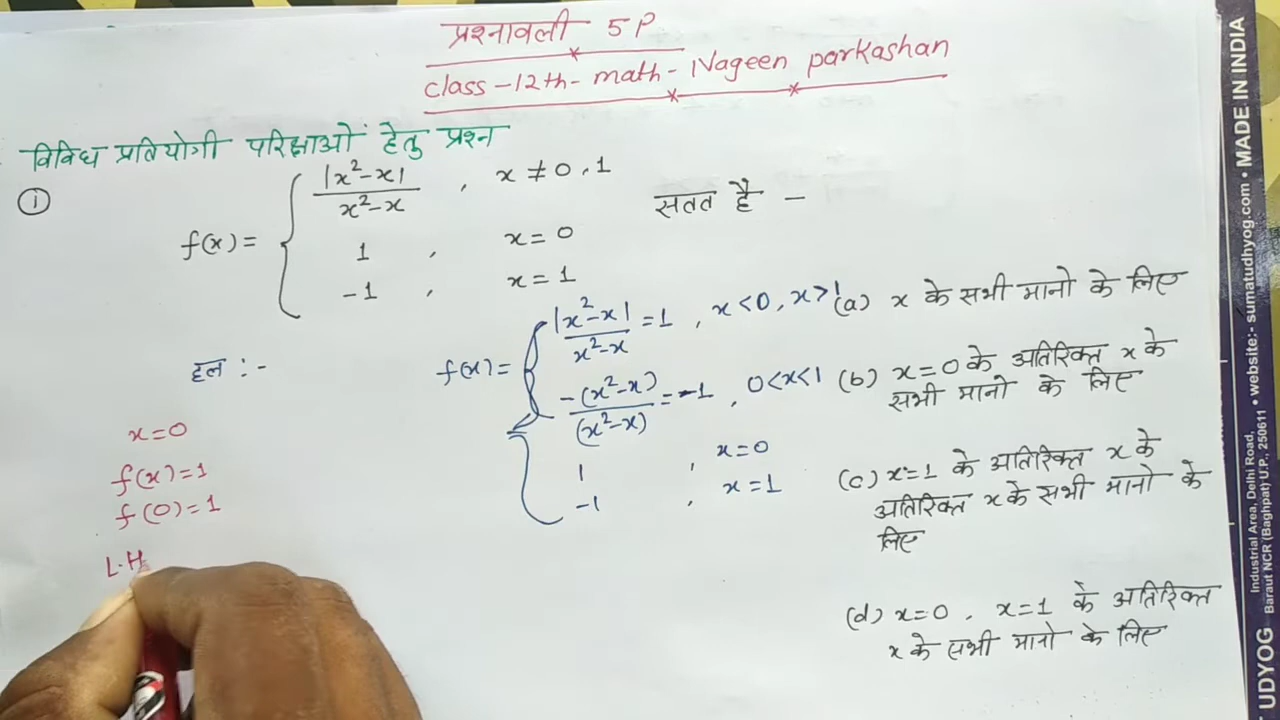 प्रश्नावली 5P
class-12th-math-Nageen parkashan
विविध प्रतियोगी परिक्षाओं हेतु प्रश्न
① f(x) = { |x²-x| / x²-x , x ≠ 0, 1
1 , x = 0
-1 , x = 1
सतत है -
(a) x के सभी मानो के लिए
(b) x=0 के अतिरिक्त x के
सभी मानो के लिए
(c) x=1 के अतिरिक्त x के
अतिरिक्त x के सभी मानो के
लिए
(d) x=0, x=1 के अतिरिक्त
x के सभी मानो के लिए
हल :-
f(x) = { |x²-x| / x²-x = 1 , x<0, x>1
-(x²-x) / (x²-x) = -1 , 0<x<1
1 , x=0
-1 , x=1
x=0
f(x)=1
f(0)=1
L.H
UDYOG Industrial Area, Delhi Road,
Baraut NCR (Baghpat) U.P., 250611 • website:- sumatudhyog.com • MADE IN INDIA